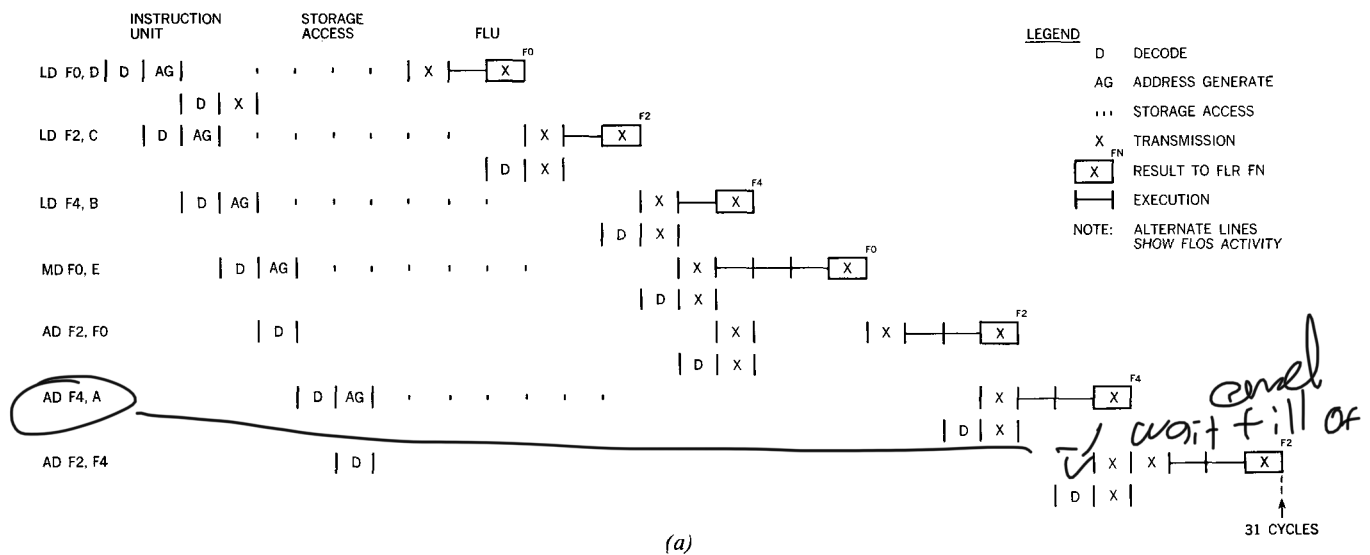 INSTRUCTION UNIT STORAGE ACCESS FLU
LEGEND
D DECODE
AG ADDRESS GENERATE
STORAGE ACCESS
X TRANSMISSION
FN X RESULT TO FLR FN
EXECUTION
NOTE: ALTERNATE LINES
SHOW FLOS ACTIVITY
LD F0, D D AG X X F0
D X
LD F2, C D AG X X F2
D X
LD F4, B D AG X X F4
D X
MD F0, E D AG X X F0
D X
AD F2, F0 D X X X F2
D X
AD F4, A D AG X X F4
D X
wait till of
AD F2, F4 D X X X F2
D X
31 CYCLES
(a)